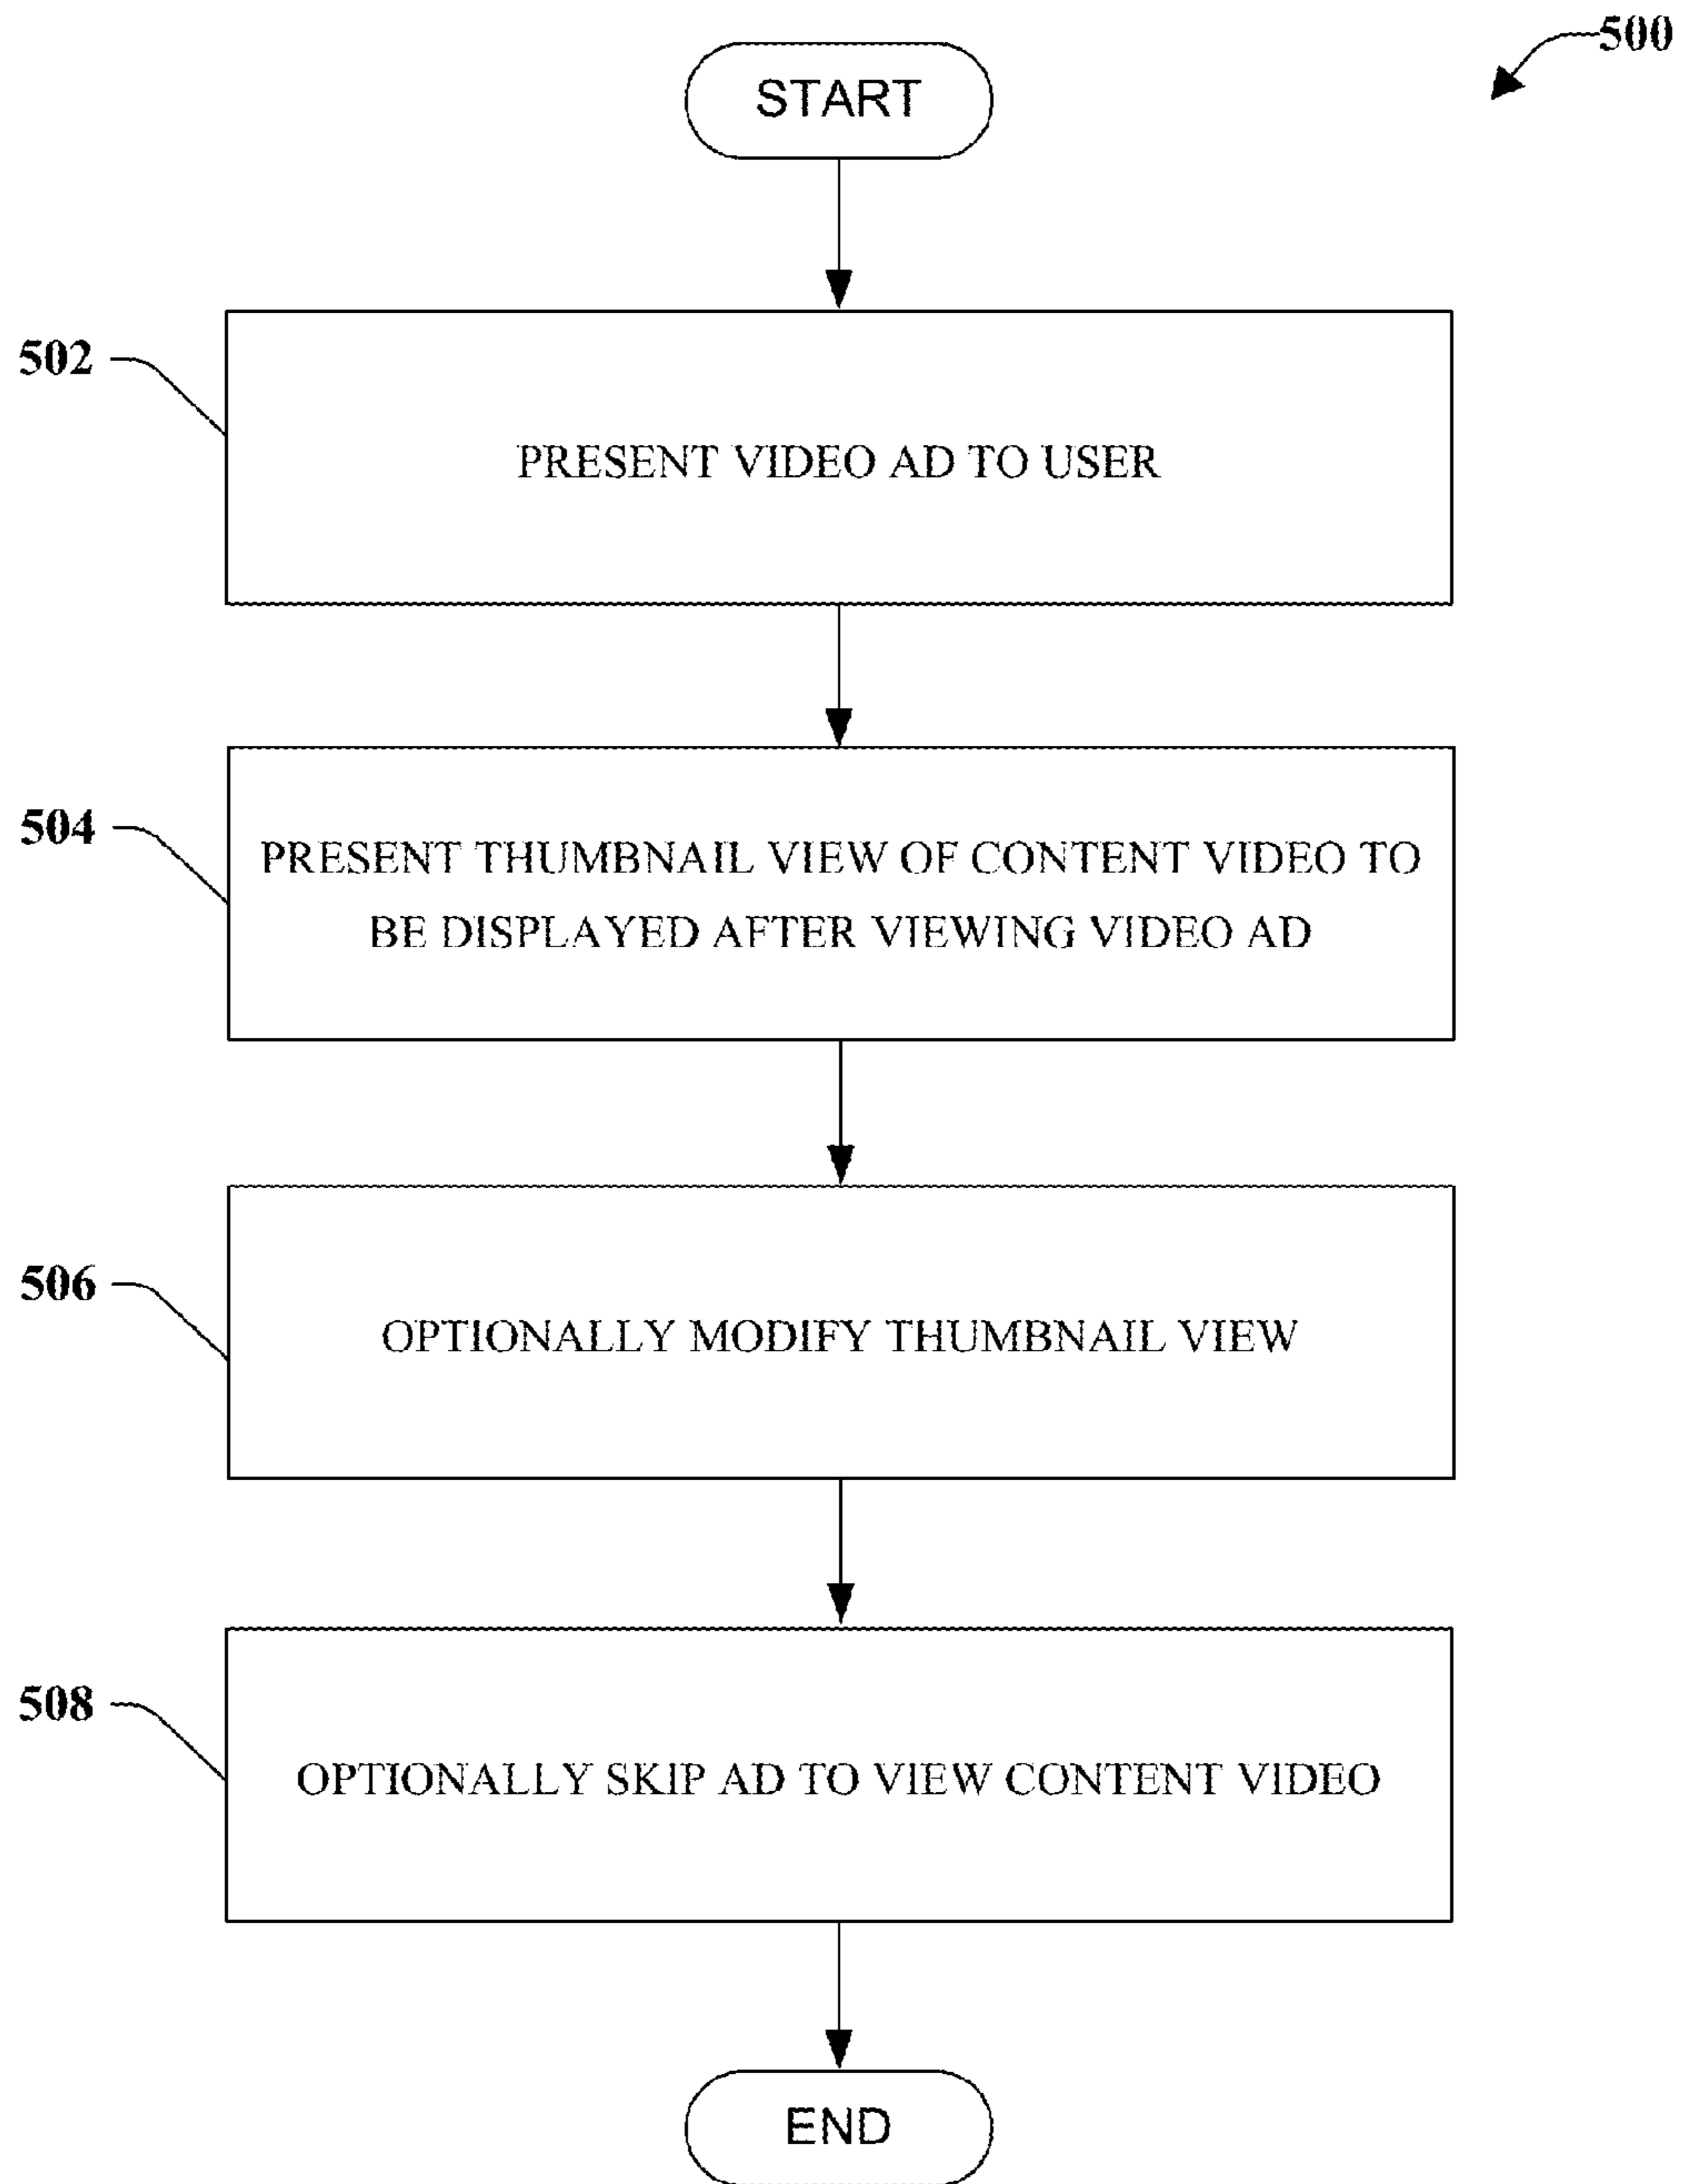 500
START
502
PRESENT VIDEO AD TO USER
504
PRESENT THUMBNAIL VIEW OF CONTENT VIDEO TO
BE DISPLAYED AFTER VIEWING VIDEO AD
506
OPTIONALLY MODIFY THUMBNAIL VIEW
508
OPTIONALLY SKIP AD TO VIEW CONTENT VIDEO
END